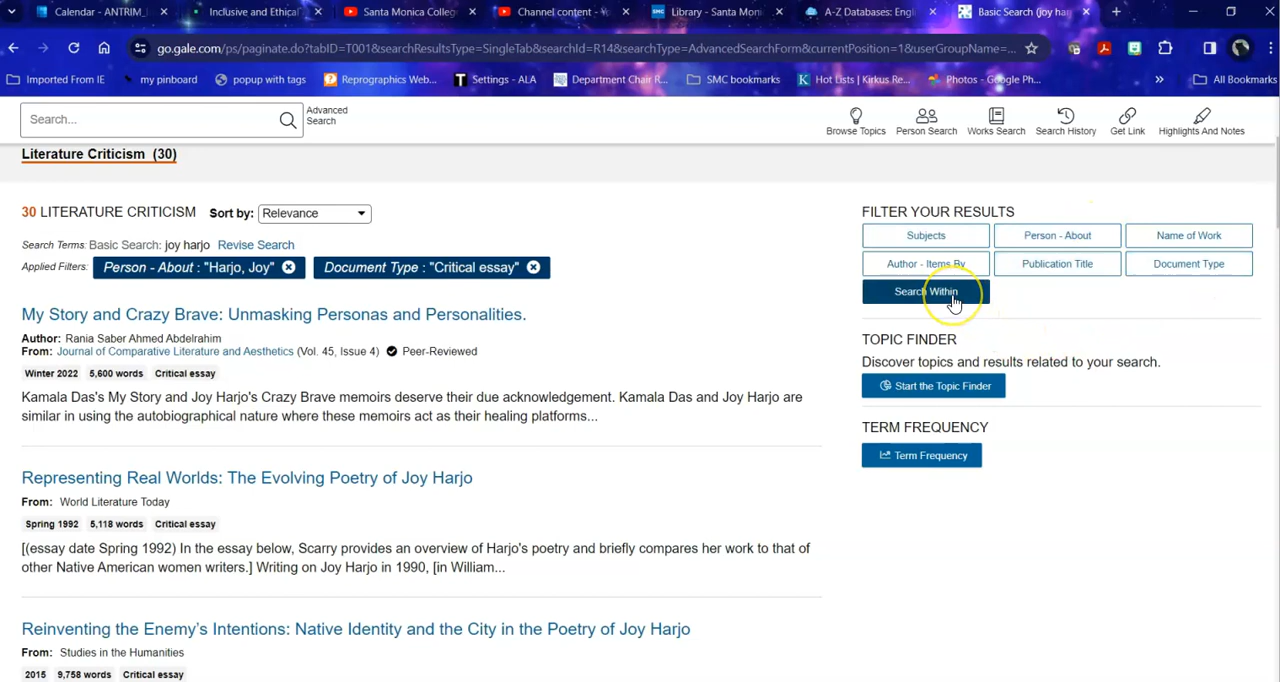 Calendar - ANTRIM_
Inclusive and Ethical
Santa Monica Colleg
Channel content - Yo
Library - Santa Moni
A-Z Databases: Engl
Basic Search (joy har
go.gale.com/ps/paginate.do?tabID=T001&searchResultsType=SingleTab&searchId=R14&searchType=AdvancedSearchForm&currentPosition=1&userGroupName=...
Imported From IE
my pinboard
popup with tags
Reprographics Web...
Settings - ALA
Department Chair R...
SMC bookmarks
Hot Lists | Kirkus Re...
Photos - Google Pho...
»
All Bookmarks
Search...
Advanced
Search
Browse Topics
Person Search
Works Search
Search History
Get Link
Highlights And Notes
Literature Criticism (30)
30 LITERATURE CRITICISM
Sort by: Relevance
Search Terms: Basic Search: joy harjo Revise Search
Applied Filters: Person - About : "Harjo, Joy" Document Type : "Critical essay"
My Story and Crazy Brave: Unmasking Personas and Personalities.
Author: Rania Saber Ahmed Abdelrahim
From: Journal of Comparative Literature and Aesthetics (Vol. 45, Issue 4) Peer-Reviewed
Winter 2022 5,600 words Critical essay
Kamala Das's My Story and Joy Harjo's Crazy Brave memoirs deserve their due acknowledgement. Kamala Das and Joy Harjo are
similar in using the autobiographical nature where these memoirs act as their healing platforms...
Representing Real Worlds: The Evolving Poetry of Joy Harjo
From: World Literature Today
Spring 1992 5,118 words Critical essay
[(essay date Spring 1992) In the essay below, Scarry provides an overview of Harjo's poetry and briefly compares her work to that of
other Native American women writers.] Writing on Joy Harjo in 1990, [in William...
Reinventing the Enemy's Intentions: Native Identity and the City in the Poetry of Joy Harjo
From: Studies in the Humanities
2015 9,758 words Critical essay
FILTER YOUR RESULTS
Subjects
Person - About
Name of Work
Author - Items By
Publication Title
Document Type
Search Within
TOPIC FINDER
Discover topics and results related to your search.
Start the Topic Finder
TERM FREQUENCY
Term Frequency